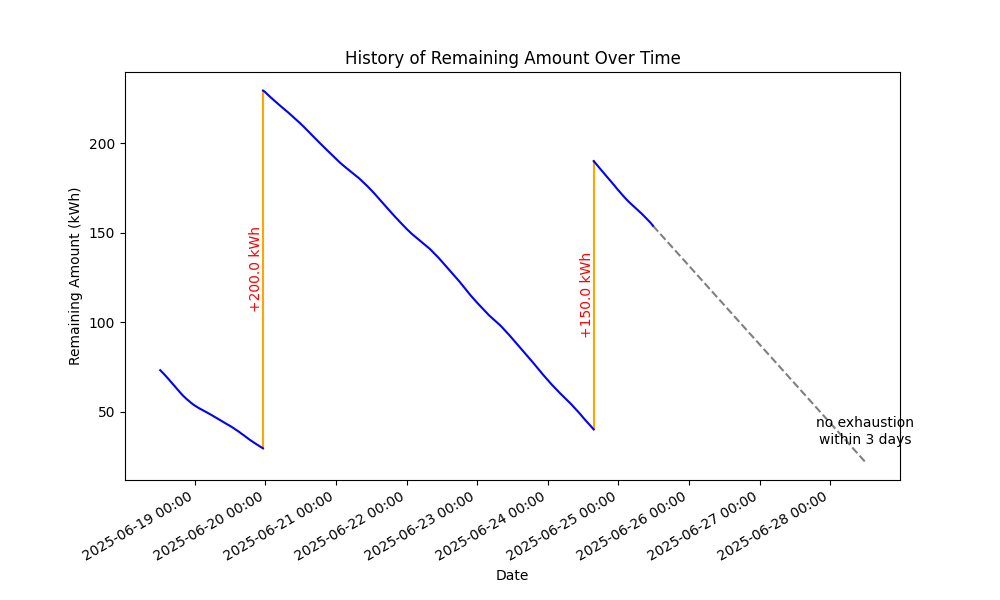 History of Remaining Amount Over Time
Remaining Amount (kWh)
200
150
100
50
+200.0 kWh
+150.0 kWh
no exhaustion
within 3 days
2025-06-19 00:00
2025-06-20 00:00
2025-06-21 00:00
2025-06-22 00:00
2025-06-23 00:00
2025-06-24 00:00
2025-06-25 00:00
2025-06-26 00:00
2025-06-27 00:00
2025-06-28 00:00
Date